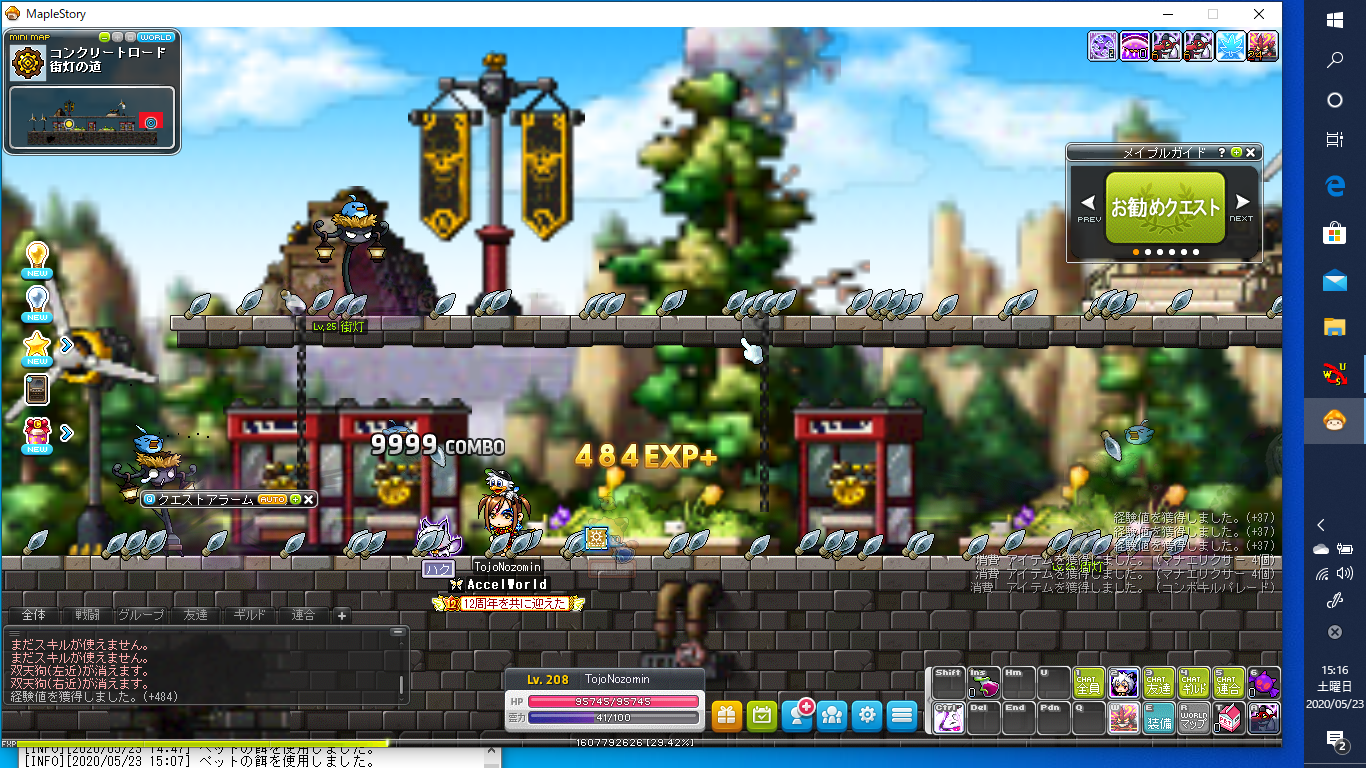 MapleStory
MINI MAP
WORLD
コンクリートロード
街灯の道
メイプルガイド
お勧めクエスト
PREV
NEXT
NEW
NEW
NEW
NEW
Lv.25 街灯
9999 COMBO
484EXP+
クエストアラーム AUTO
経験値を獲得しました。(+37)
経験値を獲得しました。(+37)
経験値を獲得しました。(+37)
消費 アイテムを獲得しました。 (マナエリクサー 4個)
消費 アイテムを獲得しました。 (マナエリクサー 4個)
消費 アイテムを獲得しました。 (コンボキルパレード)
ハク
TojoNozomin
AccelWorld
12周年を共に迎えた
全体 戦闘 グループ 友達 ギルド 連合 +
まだスキルが使えません。
まだスキルが使えません。
双天狗(左近)が消えます。
双天狗(右近)が消えます。
経験値を獲得しました。(+484)
Lv. 208 TojoNozomin
HP 95745/95745
霊力 41/100
EXP 1607792626 [29.42%]
Shift Ins Hm U
CHAT 全員
CHAT 友達
CHAT ギルド
CHAT 連合
Ctrl Del End Pdn Q
装備
WORLD マップ
[INFO][2020/05/23 14:47] ペットの餌を使用しました。
[INFO][2020/05/23 15:07] ペットの餌を使用しました。
15:16
土曜日
2020/05/23
2